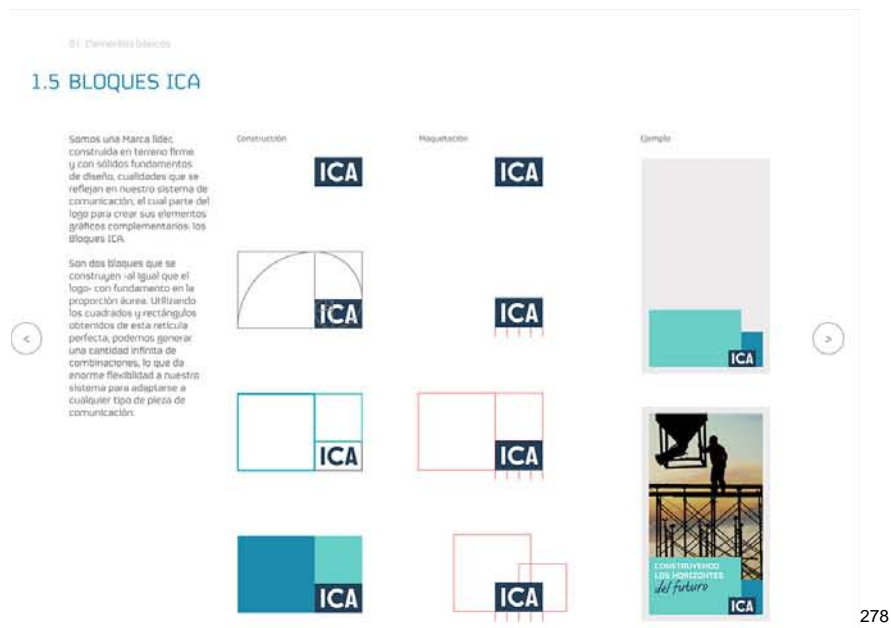 01. Elementos básicos
1.5 BLOQUES ICA
Somos una Marca líder,
construida en terreno firme
y con sólidos fundamentos
de diseño, cualidades que se
reflejan en nuestro sistema de
comunicación, el cual parte del
logo para crear sus elementos
gráficos complementarios: los
Bloques ICA.
Son dos bloques que se
construyen -al igual que el
logo- con fundamento en la
proporción áurea. Utilizando
los cuadrados y rectángulos
obtenidos de esta retícula
perfecta, podemos generar
una cantidad infinita de
combinaciones, lo que da
enorme flexibilidad a nuestro
sistema para adaptarse a
cualquier tipo de pieza de
comunicación.
<
Construcción
ICA
ICA
ICA
ICA
Maquetación
ICA
ICA
ICA
ICA
Ejemplo
ICA
CONSTRUYENDO
LOS HORIZONTES
del futuro
ICA
>
278